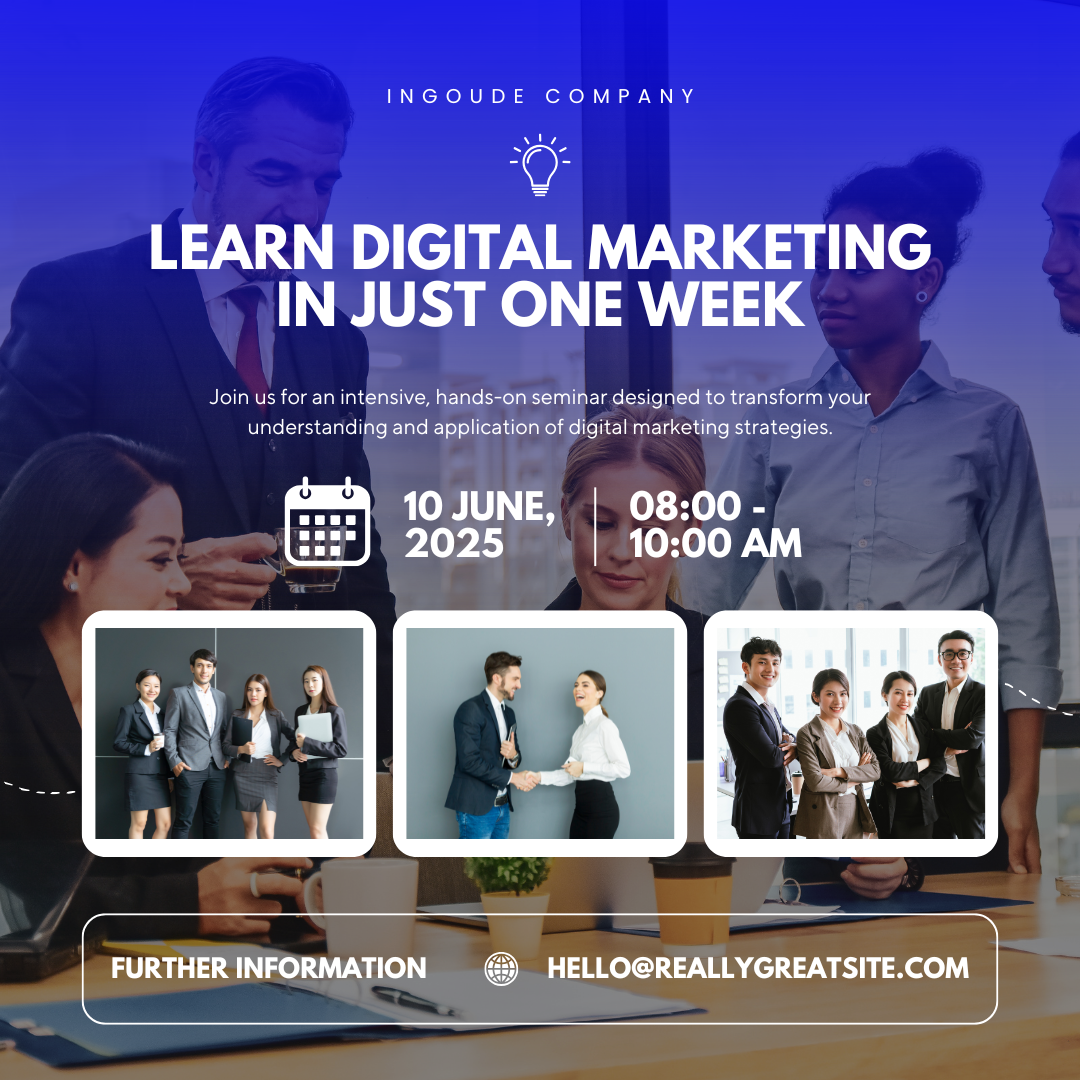 INGOUDE COMPANY
LEARN DIGITAL MARKETING
IN JUST ONE WEEK
Join us for an intensive, hands-on seminar designed to transform your
understanding and application of digital marketing strategies.
10 JUNE,
2025
08:00 -
10:00 AM
FURTHER INFORMATION
HELLO@REALLYGREATSITE.COM